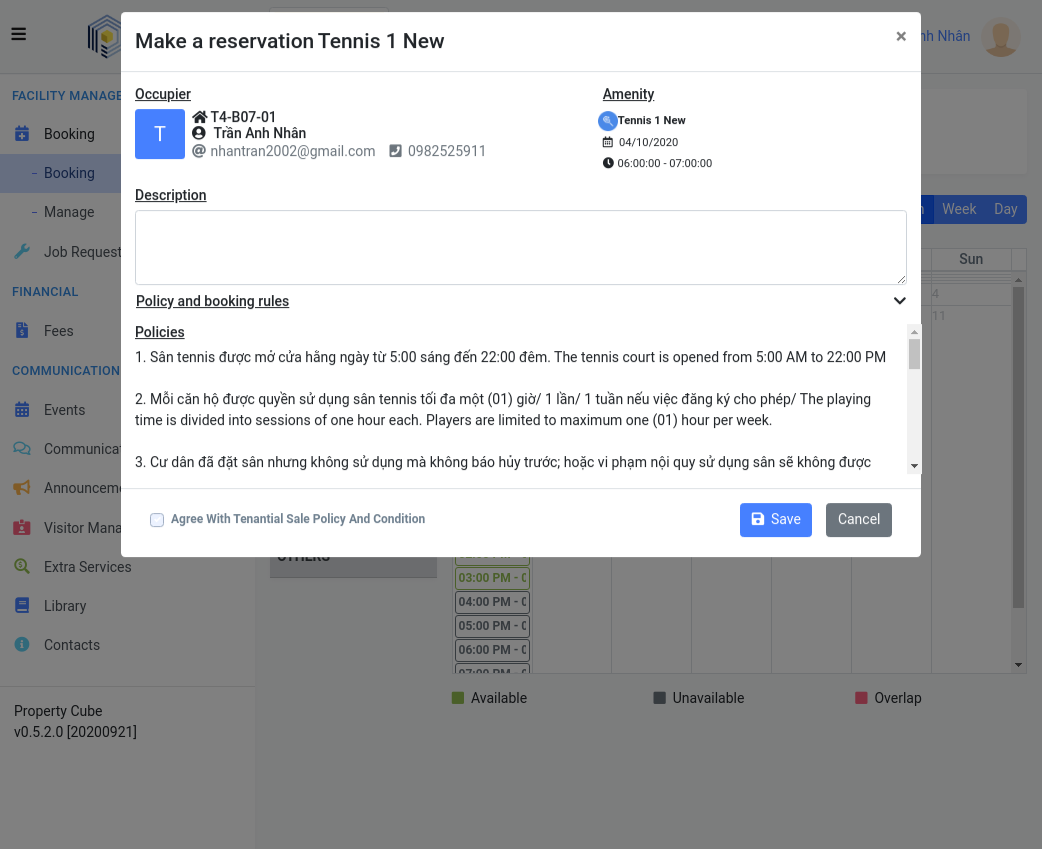 Make a reservation Tennis 1 New
×
nh Nhân
FACILITY MANAGE
Booking
Booking
Manage
Job Request
FINANCIAL
Fees
COMMUNICATION
Events
Communica
Announceme
Visitor Mana
Extra Services
Library
Contacts
Property Cube
v0.5.2.0 [20200921]
Occupier
T
T4-B07-01
Trần Anh Nhân
nhantran2002@gmail.com 0982525911
Amenity
Tennis 1 New
04/10/2020
06:00:00 - 07:00:00
Description
Policy and booking rules
Policies
1. Sân tennis được mở cửa hằng ngày từ 5:00 sáng đến 22:00 đêm. The tennis court is opened from 5:00 AM to 22:00 PM
2. Mỗi căn hộ được quyền sử dụng sân tennis tối đa một (01) giờ/ 1 lần/ 1 tuần nếu việc đăng ký cho phép/ The playing
time is divided into sessions of one hour each. Players are limited to maximum one (01) hour per week.
3. Cư dân đã đặt sân nhưng không sử dụng mà không báo hủy trước; hoặc vi phạm nội quy sử dụng sân sẽ không được
Agree With Tenantial Sale Policy And Condition
Save
Cancel
Week
Day
Sun
4
11
OTHERS
03:00 PM - 0
04:00 PM - 0
05:00 PM - 0
06:00 PM - 0
07:00 PM - 0
Available
Unavailable
Overlap